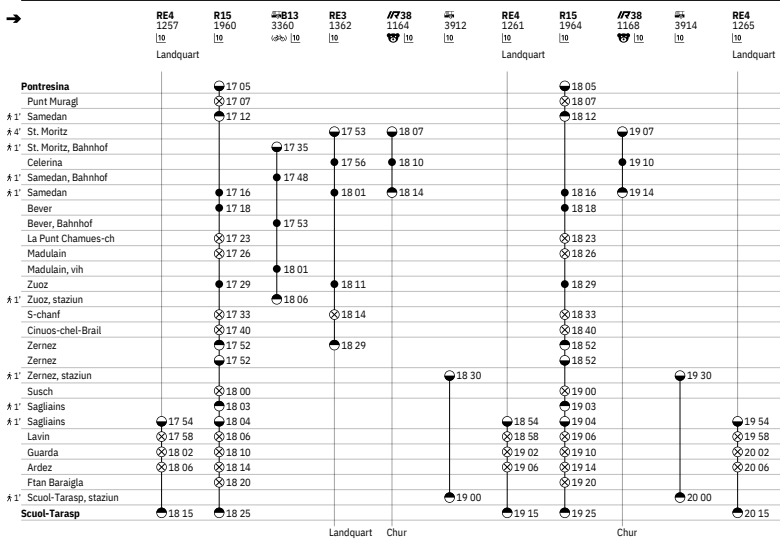 RE4 R15 B13 RE3 38 RE4 R15 38 RE4
1257 1960 3360 1362 1164 3912 1261 1964 1168 3914 1265
10 10 10 10 10 10 10 10 10 10 10
Landquart Landquart Landquart
Pontresina 17 05 18 05
Punt Muragl 17 07 18 07
1' Samedan 17 12 18 12
4' St. Moritz 17 53 18 07 19 07
1' St. Moritz, Bahnhof 17 35
Celerina 17 56 18 10 19 10
1' Samedan, Bahnhof 17 48
1' Samedan 17 16 18 01 18 14 18 16 19 14
Bever 17 18 18 18
Bever, Bahnhof 17 53
La Punt Chamues-ch 17 23 18 23
Madulain 17 26 18 26
Madulain, vih 18 01
Zuoz 17 29 18 11 18 29
1' Zuoz, staziun 18 06
S-chanf 17 33 18 14 18 33
Cinuos-chel-Brail 17 40 18 40
Zernez 17 52 18 29 18 52
Zernez 17 52 18 52
1' Zernez, staziun 18 30 19 30
Susch 18 00 19 00
1' Sagliains 18 03 19 03
1' Sagliains 17 54 18 04 18 54 19 04 19 54
Lavin 17 58 18 06 18 58 19 06 19 58
Guarda 18 02 18 10 19 02 19 10 20 02
Ardez 18 06 18 14 19 06 19 14 20 06
Ftan Baraigla 18 20 19 20
1' Scuol-Tarasp, staziun 19 00 20 00
Scuol-Tarasp 18 15 18 25 19 15 19 25 20 15
Landquart Chur Chur